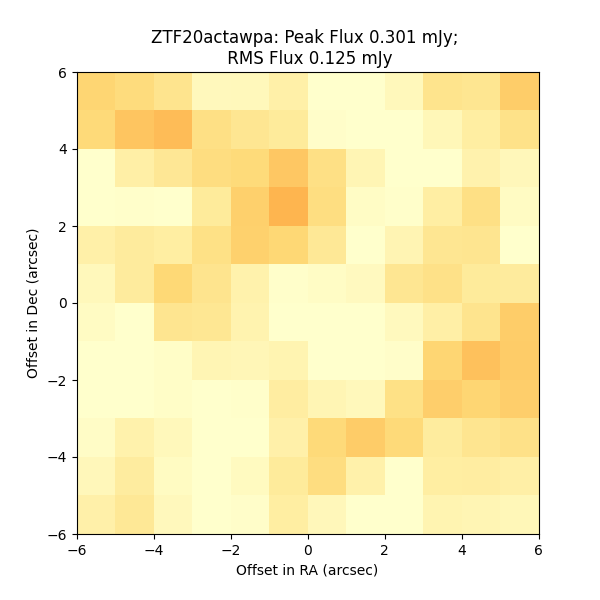 ZTF20actawpa: Peak Flux 0.301 mJy;
RMS Flux 0.125 mJy
6
4
2
0
−2
−4
−6
Offset in Dec (arcsec)
−6 −4 −2 0 2 4 6
Offset in RA (arcsec)